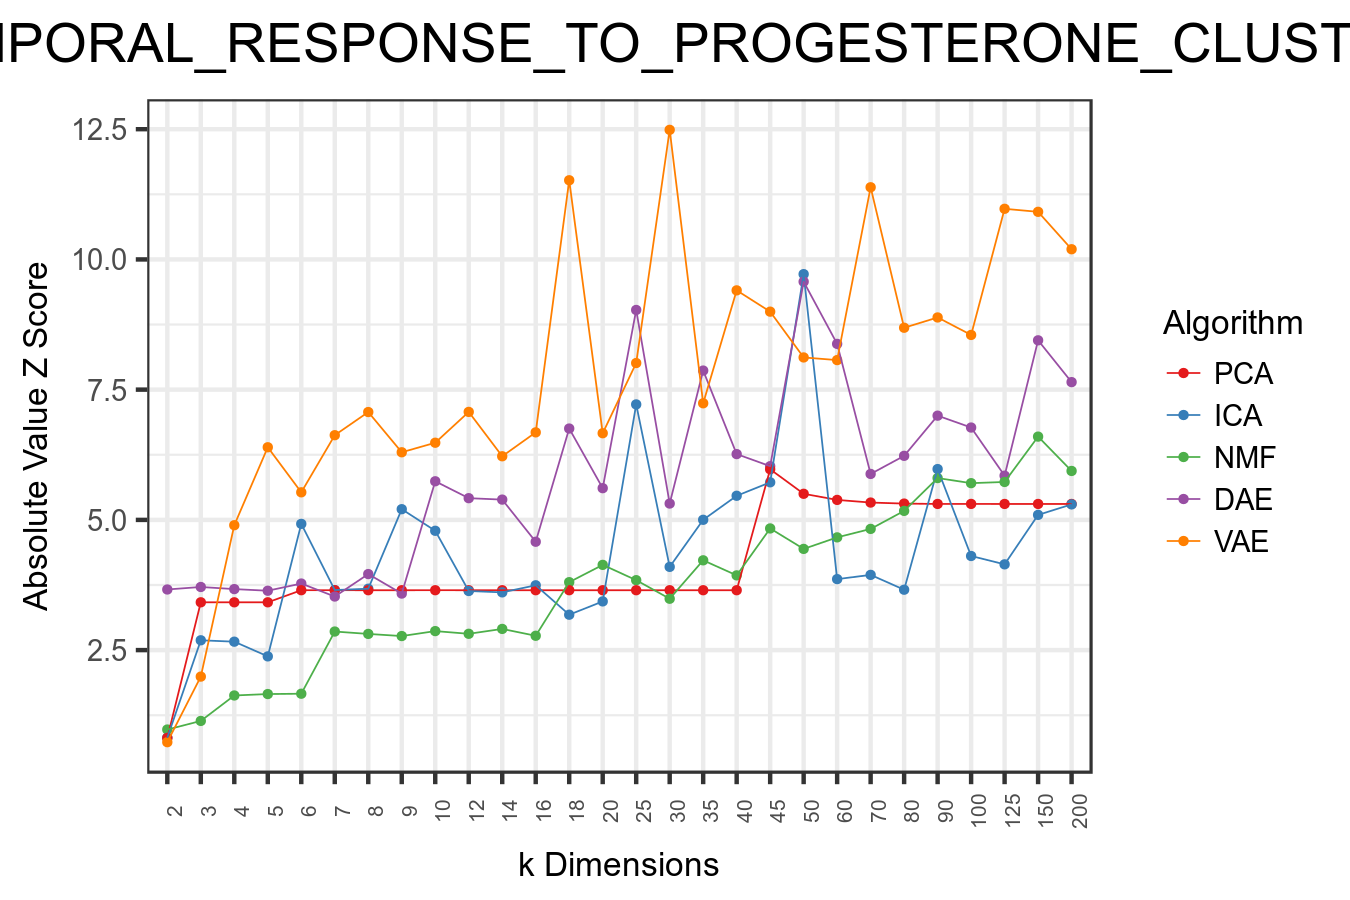 IPORAL_RESPONSE_TO_PROGESTERONE_CLUST
Absolute Value Z Score
12.5
10.0
7.5
5.0
2.5
2 3 4 5 6 7 8 9 10 12 14 16 18 20 25 30 35 40 45 50 60 70 80 90 100 125 150 200
k Dimensions
Algorithm
PCA
ICA
NMF
DAE
VAE